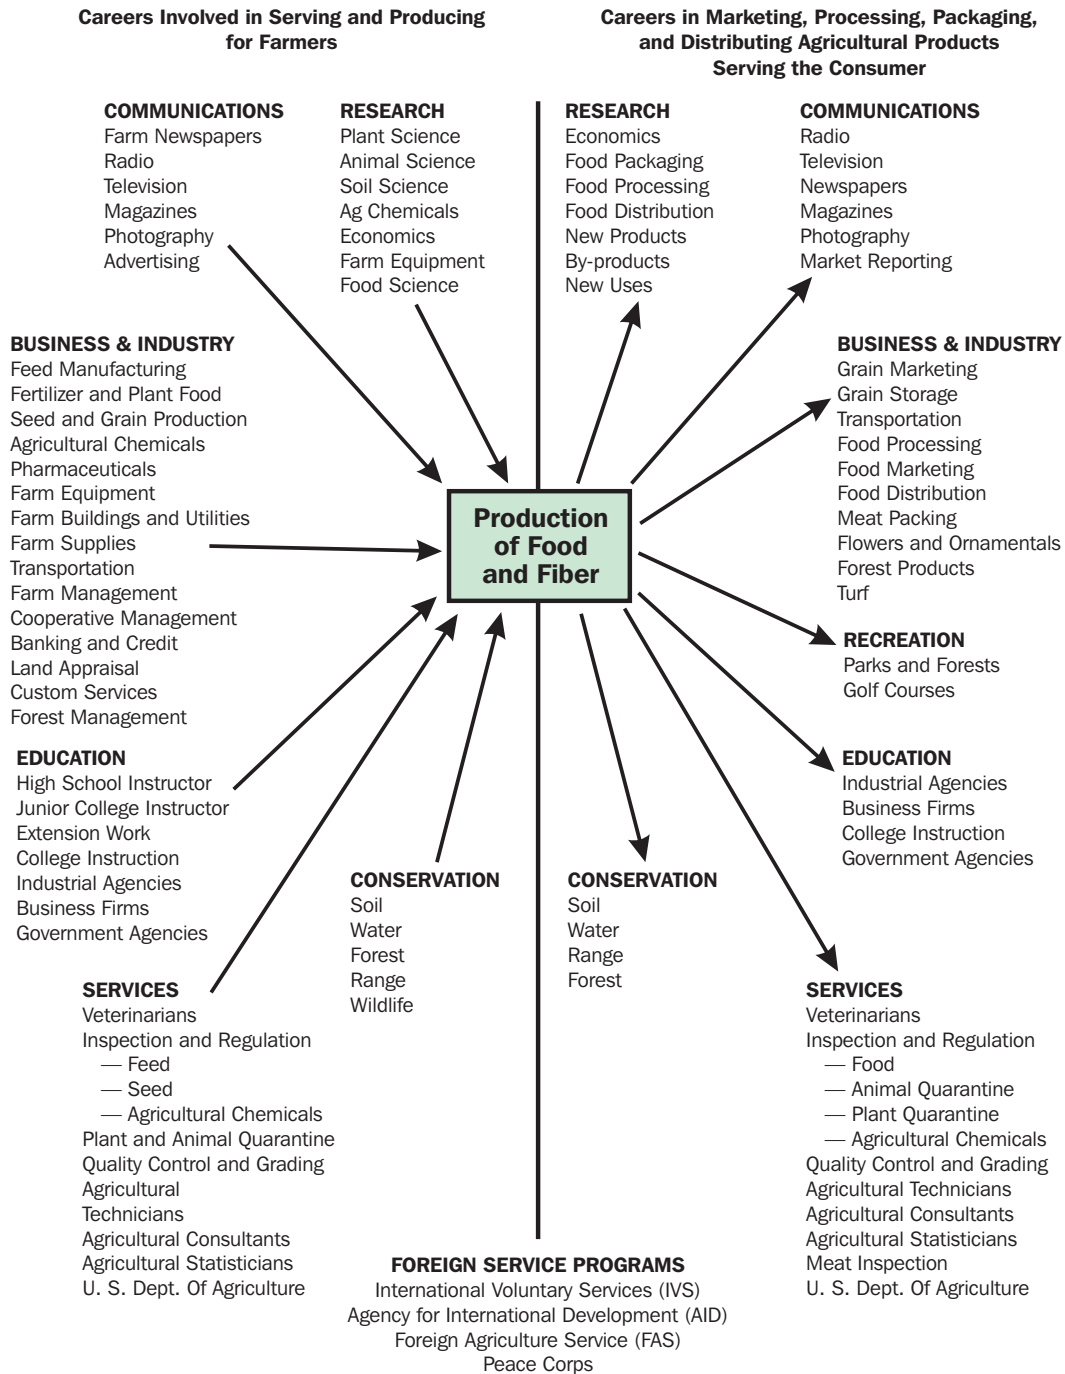 Careers Involved in Serving and Producing
for Farmers
Careers in Marketing, Processing, Packaging,
and Distributing Agricultural Products
Serving the Consumer
COMMUNICATIONS
Farm Newspapers
Radio
Television
Magazines
Photography
Advertising
RESEARCH
Plant Science
Animal Science
Soil Science
Ag Chemicals
Economics
Farm Equipment
Food Science
RESEARCH
Economics
Food Packaging
Food Processing
Food Distribution
New Products
By-products
New Uses
COMMUNICATIONS
Radio
Television
Newspapers
Magazines
Photography
Market Reporting
BUSINESS & INDUSTRY
Feed Manufacturing
Fertilizer and Plant Food
Seed and Grain Production
Agricultural Chemicals
Pharmaceuticals
Farm Equipment
Farm Buildings and Utilities
Farm Supplies
Transportation
Farm Management
Cooperative Management
Banking and Credit
Land Appraisal
Custom Services
Forest Management
Production
of Food
and Fiber
BUSINESS & INDUSTRY
Grain Marketing
Grain Storage
Transportation
Food Processing
Food Marketing
Food Distribution
Meat Packing
Flowers and Ornamentals
Forest Products
Turf
RECREATION
Parks and Forests
Golf Courses
EDUCATION
High School Instructor
Junior College Instructor
Extension Work
College Instruction
Industrial Agencies
Business Firms
Government Agencies
EDUCATION
Industrial Agencies
Business Firms
College Instruction
Government Agencies
CONSERVATION
Soil
Water
Forest
Range
Wildlife
CONSERVATION
Soil
Water
Range
Forest
SERVICES
Veterinarians
Inspection and Regulation
— Feed
— Seed
— Agricultural Chemicals
Plant and Animal Quarantine
Quality Control and Grading
Agricultural
Technicians
Agricultural Consultants
Agricultural Statisticians
U. S. Dept. Of Agriculture
SERVICES
Veterinarians
Inspection and Regulation
— Food
— Animal Quarantine
— Plant Quarantine
— Agricultural Chemicals
Quality Control and Grading
Agricultural Technicians
Agricultural Consultants
Agricultural Statisticians
Meat Inspection
U. S. Dept. Of Agriculture
FOREIGN SERVICE PROGRAMS
International Voluntary Services (IVS)
Agency for International Development (AID)
Foreign Agriculture Service (FAS)
Peace Corps